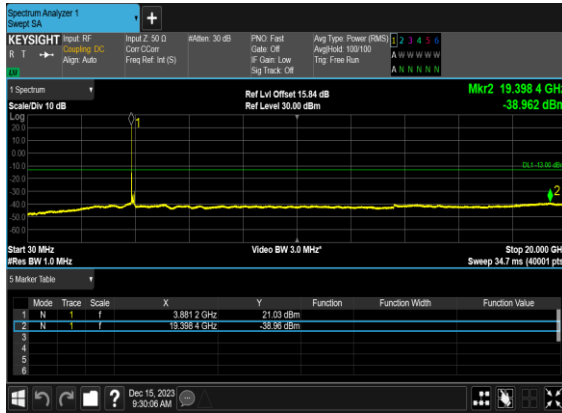 Spectrum Analyzer 1
Swept SA
+
KEYSIGHT Input: RF Input Z: 50 Ω #Atten: 30 dB PNO: Fast Avg Type: Power (RMS) 1 2 3 4 5 6
R T Coupling: DC Corr CCorr Gate: Off Avg|Hold: 100/100 A W W W W W
Align: Auto Freq Ref: Int (S) IF Gain: Low Trig: Free Run
Sig Track: Off A N N N N N
1 Spectrum
Ref Lvl Offset 15.84 dB Mkr2 19.398 4 GHz
Scale/Div 10 dB Ref Level 30.00 dBm -38.962 dBm
Log
1
20.0
10.0
0.00
-10.0
DL1 -13.00 dBm
-20.0
-30.0
2
-40.0
-50.0
-60.0
Start 30 MHz Video BW 3.0 MHz* Stop 20.000 GH
#Res BW 1.0 MHz Sweep 34.7 ms (40001 pts
5 Marker Table
Mode Trace Scale X Y Function Function Width Function Value
1 N 1 f 3.881 2 GHz 21.03 dBm
2 N 1 f 19.398 4 GHz -38.96 dBm
3
4
5
6
? Dec 15, 2023
9:30:06 AM